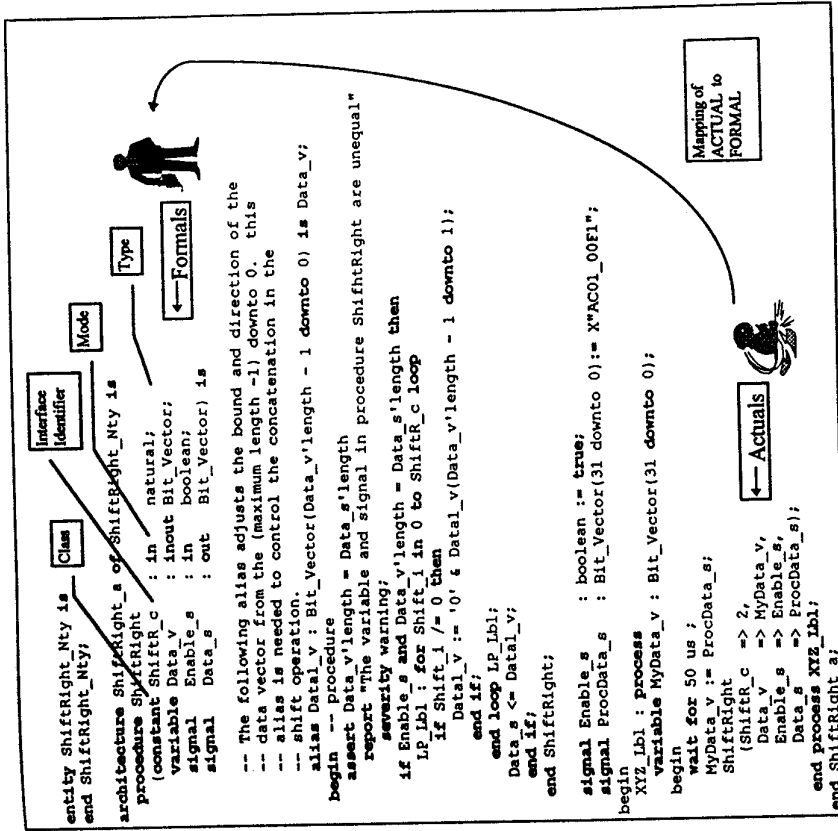 entity ShiftRight_Nty is
end ShiftRight_Nty;
Class
Interface
Identifier
Mode
Type
architecture ShiftRight_a of ShiftRight_Nty is
procedure ShiftRight
(constant ShiftR_c : in natural;
variable Data_v : inout Bit_Vector;
signal Enable_s : in boolean;
signal Data_s : out Bit_Vector) is
← Formals
-- The following alias adjusts the bound and direction of the
-- data vector from the (maximum length -1) downto 0. this
-- alias is needed to control the concatenation in the
-- shift operation.
alias Data1_v : Bit_Vector(Data_v'length - 1 downto 0) is Data_v;
begin -- procedure
assert Data_v'length = Data_s'length
report "The variable and signal in procedure ShifhtRight are unequal"
severity warning;
if Enable_s and Data_v'length = Data_s'length then
LP_Lbl : for Shift_i in 0 to ShiftR_c loop
if Shift_i /= 0 then
Data1_v := '0' & Data1_v(Data_v'length - 1 downto 1);
end if;
end loop LP_Lbl;
Data_s <= Data1_v;
end if;
end ShiftRight;
signal Enable_s : boolean := true;
signal ProcData_s : Bit_Vector(31 downto 0):= X"AC01_00F1";
begin
XYZ_Lbl : process
variable MyData_v : Bit_Vector(31 downto 0);
begin
wait for 50 us ;
MyData_v := ProcData_s;
ShiftRight
(ShiftR_c => 2,
Data_v => MyData_v,
Enable_s => Enable_s,
Data_s => ProcData_s);
end process XYZ_Lbl;
end ShiftRight_a;
← Actuals
Mapping of
ACTUAL to
FORMAL